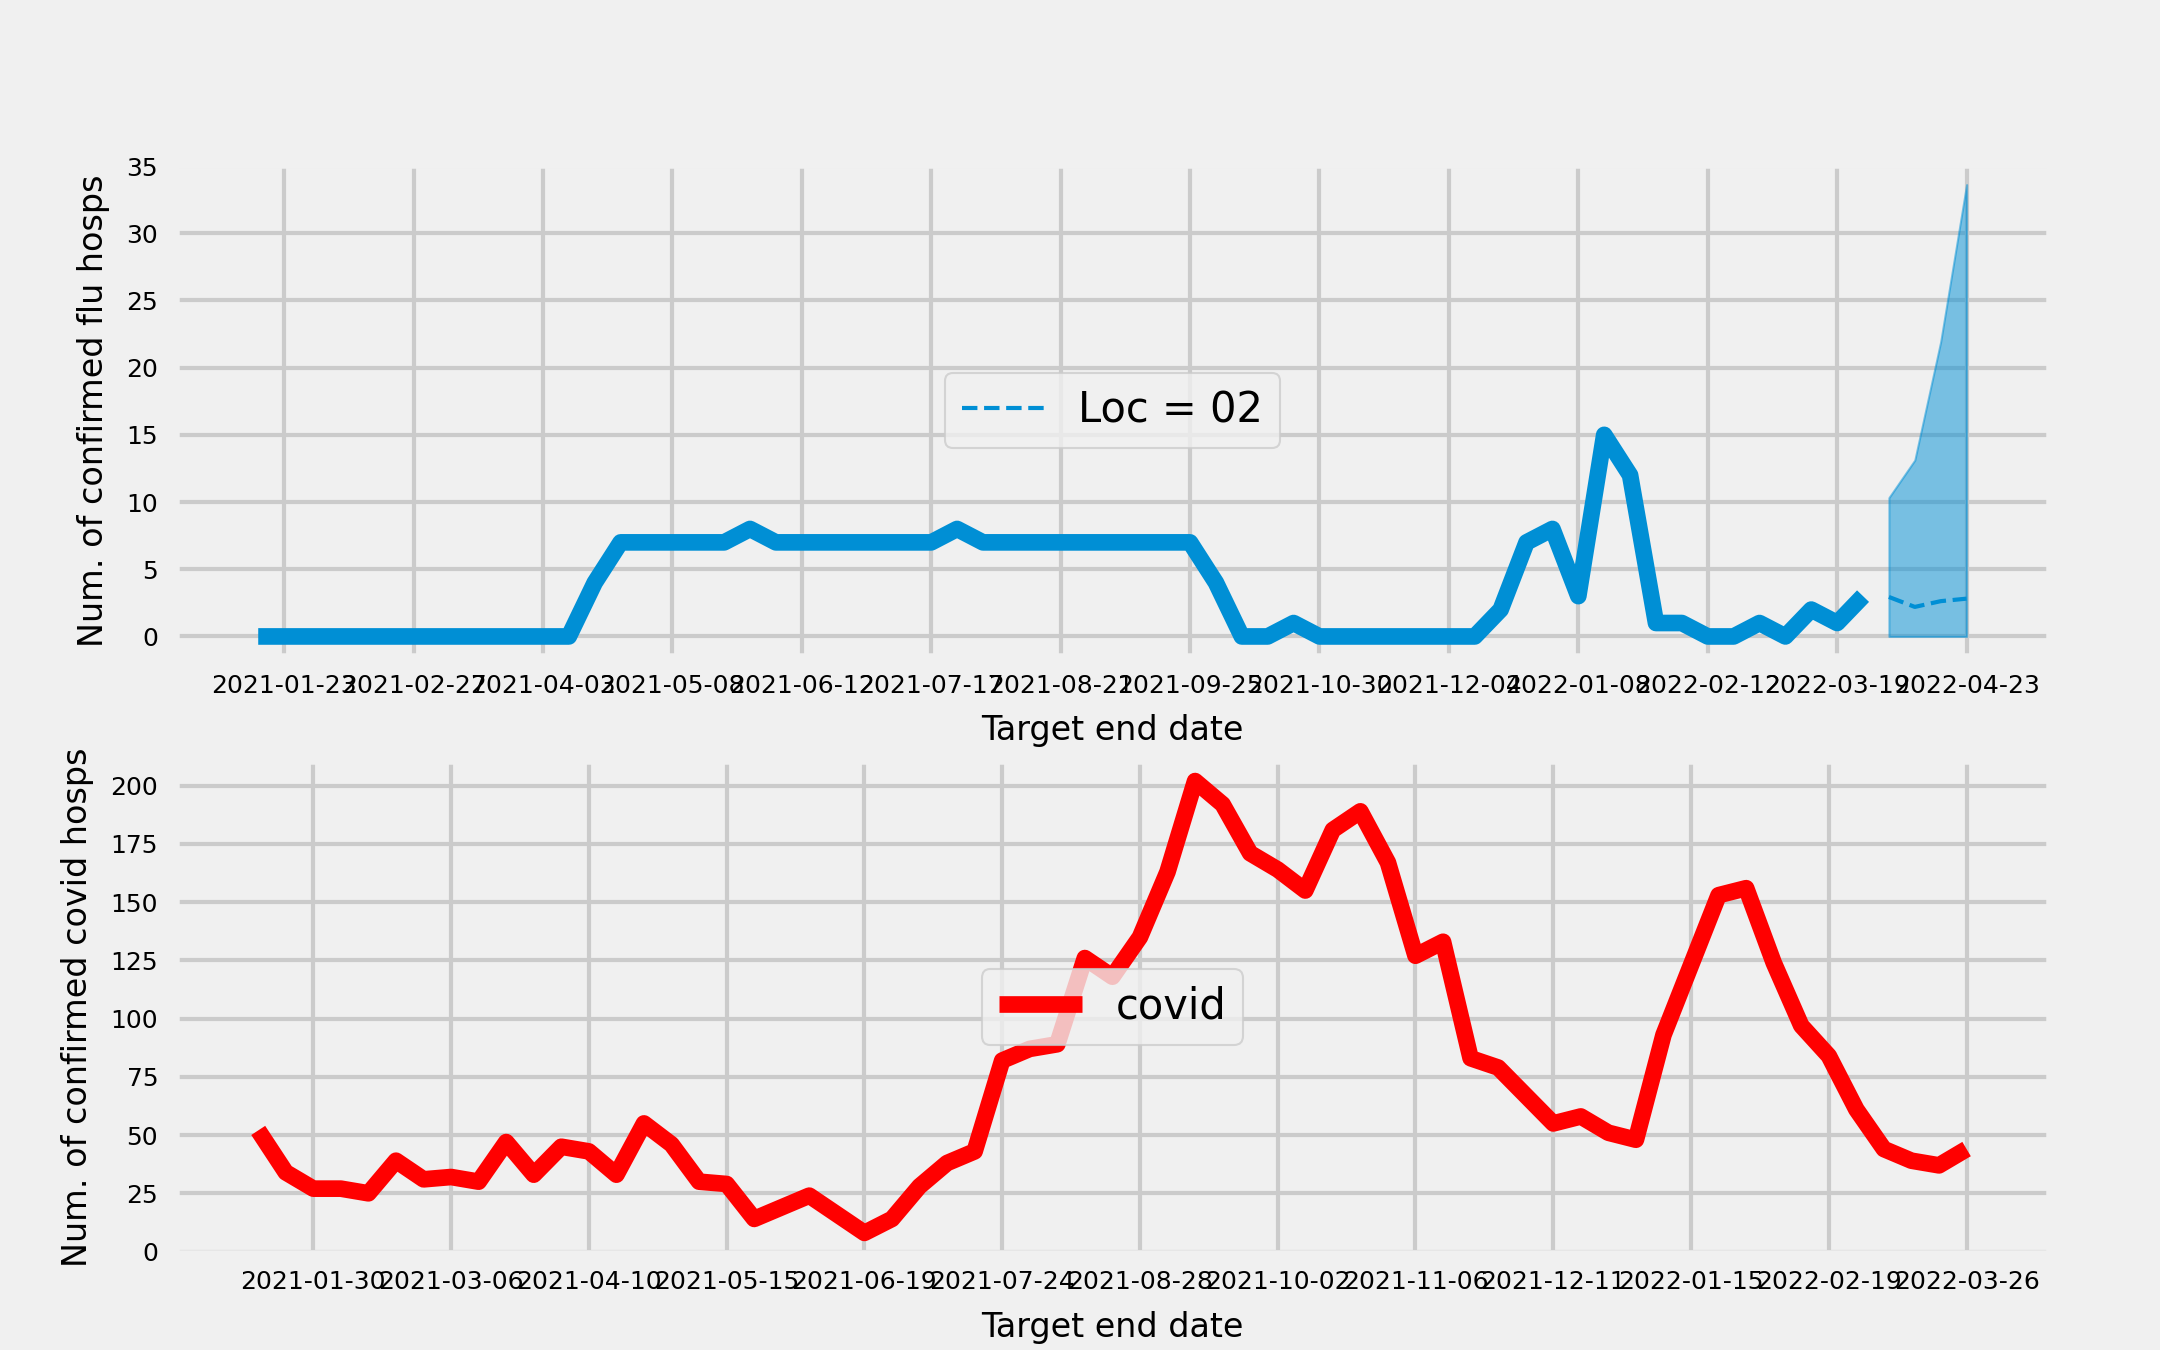 Num. of confirmed flu hosps
35
30
25
20
15
10
5
0
Loc = 02
2021-01-23 2021-02-27 2021-04-03 2021-05-08 2021-06-12 2021-07-17 2021-08-21 2021-09-25 2021-10-30 2021-12-04 2022-01-08 2022-02-12 2022-03-19 2022-04-23
Target end date
Num. of confirmed covid hosps
200
175
150
125
100
75
50
25
0
covid
2021-01-30 2021-03-06 2021-04-10 2021-05-15 2021-06-19 2021-07-24 2021-08-28 2021-10-02 2021-11-06 2021-12-11 2022-01-15 2022-02-19 2022-03-26
Target end date